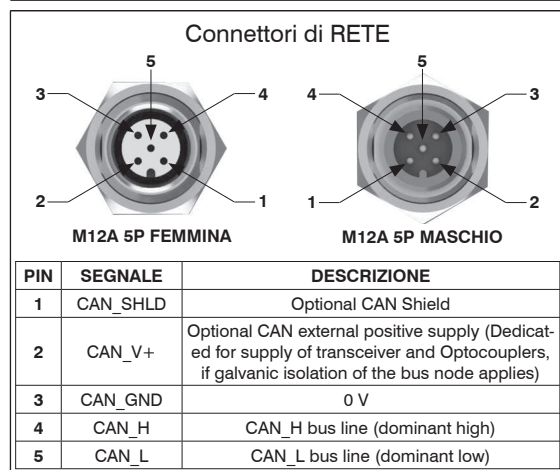 Connettori di RETE
5 5
3 4 4 3
2 1 1 2
M12A 5P FEMMINA M12A 5P MASCHIO
PIN SEGNALE DESCRIZIONE
1 CAN_SHLD Optional CAN Shield
2 CAN_V+ Optional CAN external positive supply (Dedicat-
ed for supply of transceiver and Optocouplers,
if galvanic isolation of the bus node applies)
3 CAN_GND 0 V
4 CAN_H CAN_H bus line (dominant high)
5 CAN_L CAN_L bus line (dominant low)